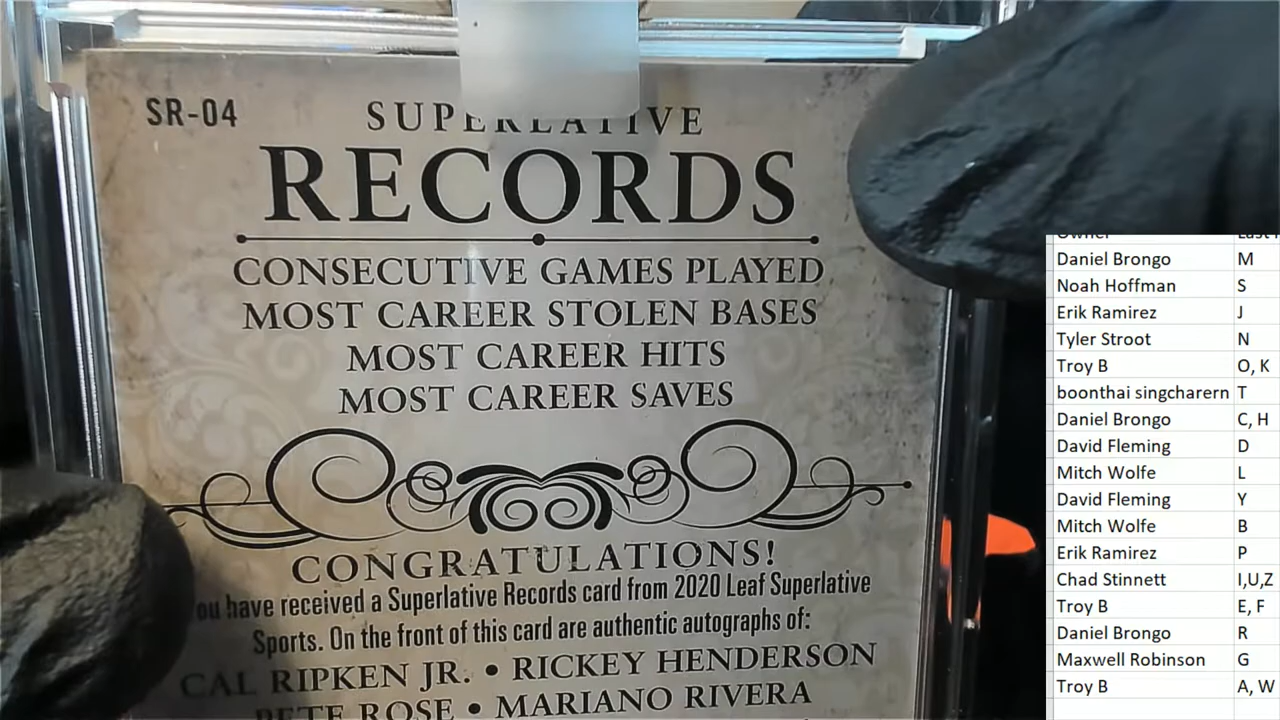 SR-04
SUPERLATIVE
RECORDS
CONSECUTIVE GAMES PLAYED
MOST CAREER STOLEN BASES
MOST CAREER HITS
MOST CAREER SAVES
CONGRATULATIONS!
ou have received a Superlative Records card from 2020 Leaf Superlative
Sports. On the front of this card are authentic autographs of:
CAL RIPKEN JR. • RICKEY HENDERSON
PETE ROSE • MARIANO RIVERA
Owner
Daniel Brongo M
Noah Hoffman S
Erik Ramirez J
Tyler Stroot N
Troy B O, K
boonthai singcharern T
Daniel Brongo C, H
David Fleming D
Mitch Wolfe L
David Fleming Y
Mitch Wolfe B
Erik Ramirez P
Chad Stinnett I,U,Z
Troy B E, F
Daniel Brongo R
Maxwell Robinson G
Troy B A, W